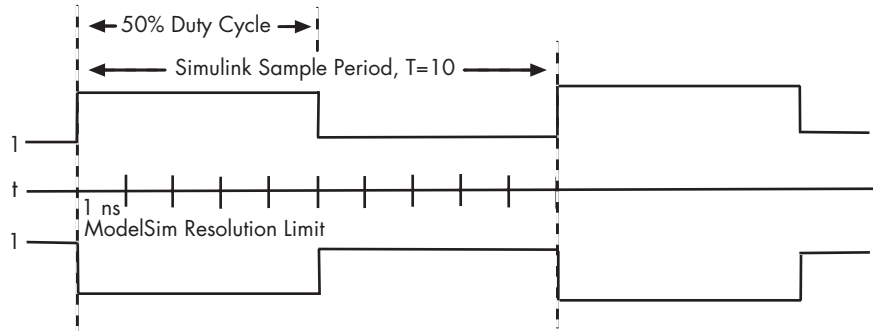 50% Duty Cycle
Simulink Sample Period, T=10
1
t
1 ns
ModelSim Resolution Limit
1